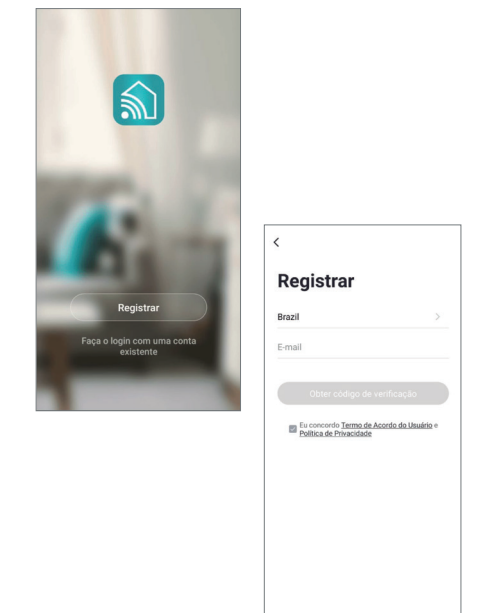 Registrar
Faça o login com uma conta
existente
Registrar
Brazil
E-mail
Obter código de verificação
Eu concordo Termo de Acordo do Usuário e
Política de Privacidade